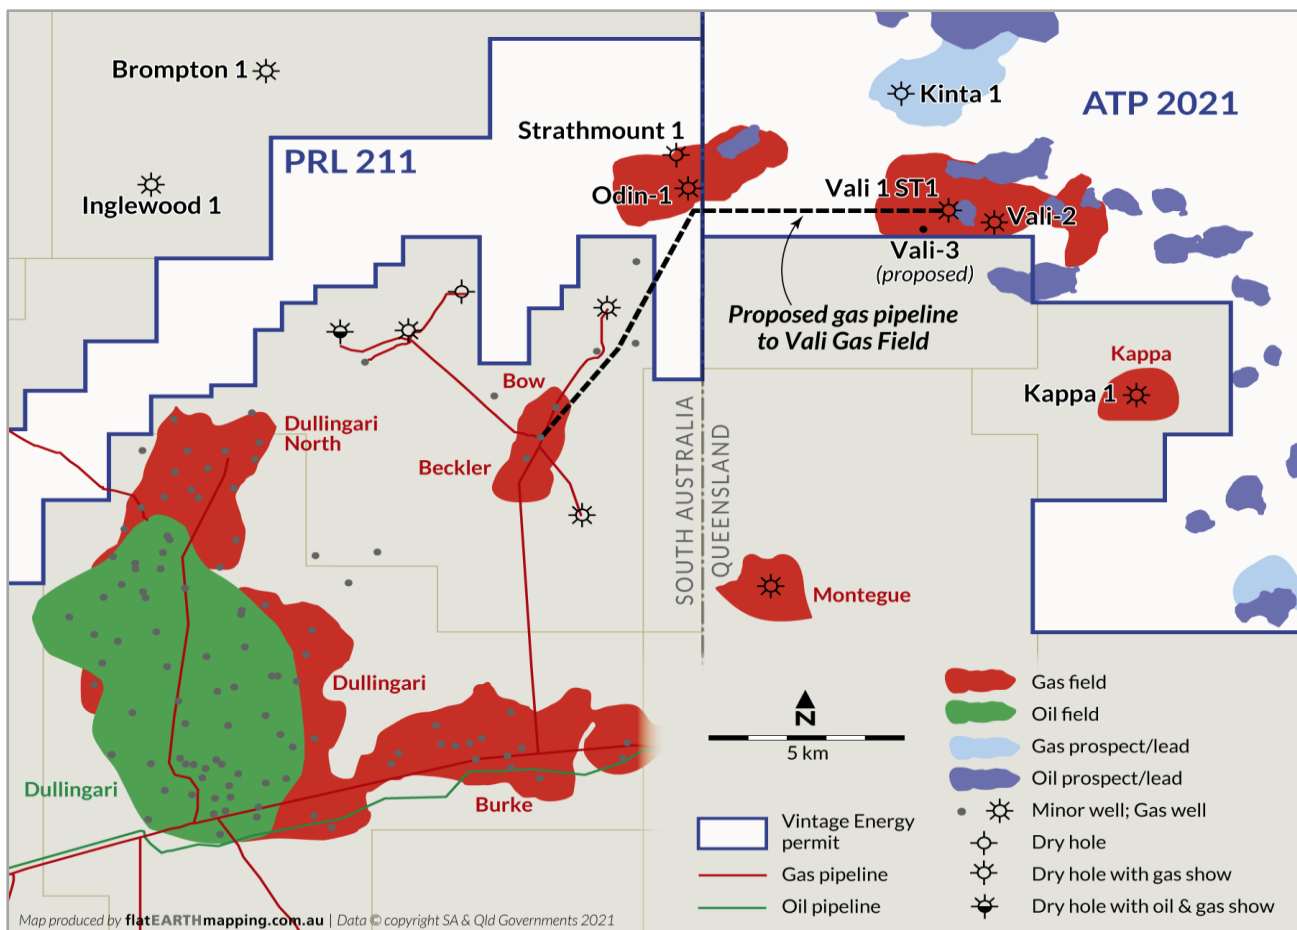 Brompton 1
Inglewood 1
PRL 211
Strathmount 1
Odin-1
Kinta 1
ATP 2021
Vali 1 ST1
Vali-2
Vali-3
(proposed)
Proposed gas pipeline
to Vali Gas Field
Kappa
Kappa 1
Bow
Beckler
Dullingari
North
SOUTH AUSTRALIA
QUEENSLAND
Montegue
Dullingari
Dullingari
Burke
N
5 km
Vintage Energy
permit
Gas pipeline
Oil pipeline
Gas field
Oil field
Gas prospect/lead
Oil prospect/lead
Minor well; Gas well
Dry hole
Dry hole with gas show
Dry hole with oil & gas show
Map produced by flatEARTHmapping.com.au | Data © copyright SA & Qld Governments 2021